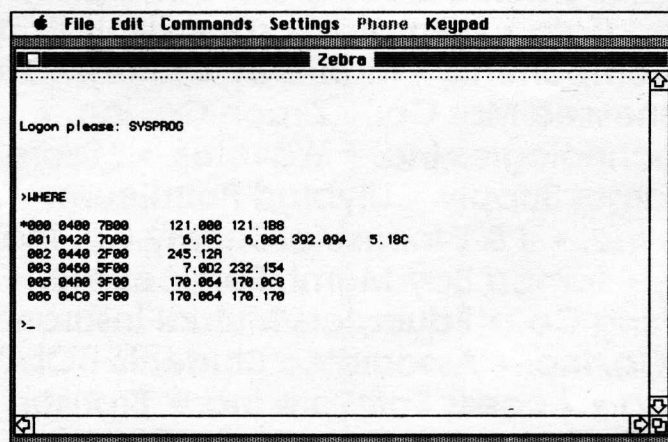 File Edit Commands Settings Phone Keypad
Zebra
Logon please: SYSPROG
>WHERE
*000 0400 7B00 121.000 121.1B8
001 0420 7D00 6.18C 6.08C 392.094 5.18C
002 0440 2F00 245.12A
003 0460 5F00 7.0D2 232.154
005 04A0 3F00 170.064 170.0C8
006 04C0 3F00 170.064 170.170
>_